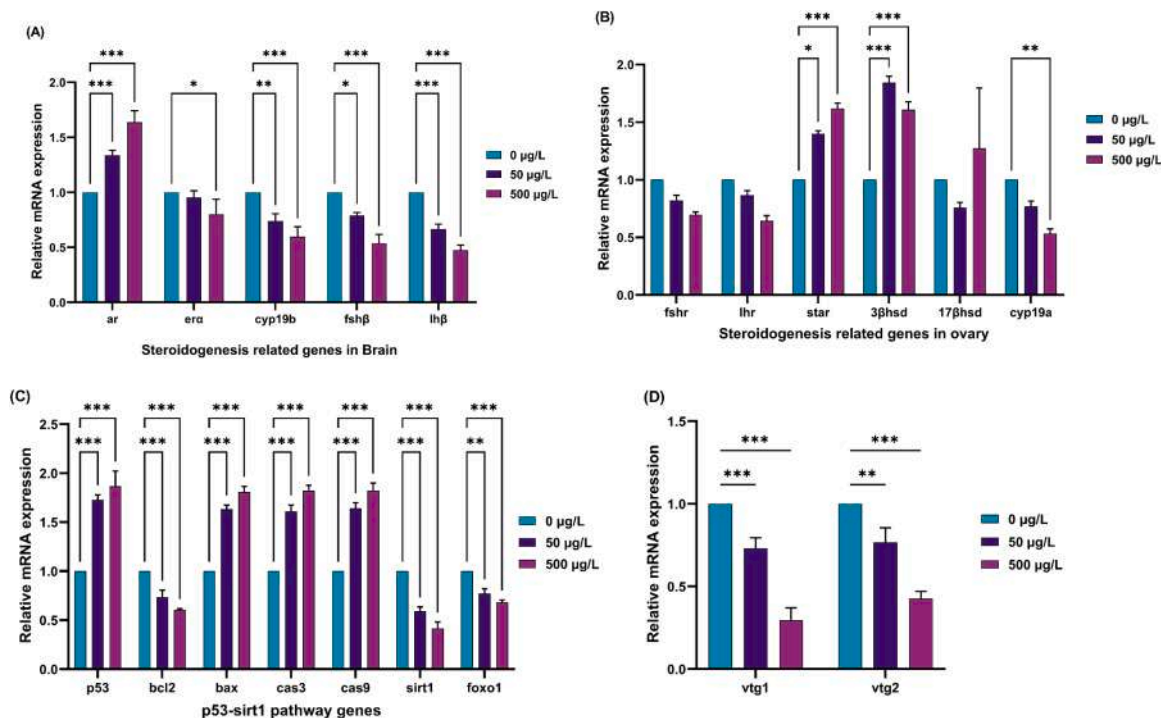 (A)
***
***
*
***
**
***
*
***
***
2.0
1.5
1.0
0.5
0.0
Relative mRNA expression
ar erα cyp19b fshβ lhβ
Steroidogenesis related genes in Brain
0 µg/L
50 µg/L
500 µg/L
(B)
***
*
***
***
**
2.0
1.5
1.0
0.5
0.0
Relative mRNA expression
fshr lhr star 3βhsd 17βhsd cyp19a
Steroidogenesis related genes in ovary
0 µg/L
50 µg/L
500 µg/L
(C)
*** *** *** *** *** *** ***
*** *** *** *** *** *** **
2.5
2.0
1.5
1.0
0.5
0.0
Relative mRNA expression
p53 bcl2 bax cas3 cas9 sirt1 foxo1
p53-sirt1 pathway genes
0 µg/L
50 µg/L
500 µg/L
(D)
*** ***
*** **
1.5
1.0
0.5
0.0
Relative mRNA expression
vtg1 vtg2
0 µg/L
50 µg/L
500 µg/L